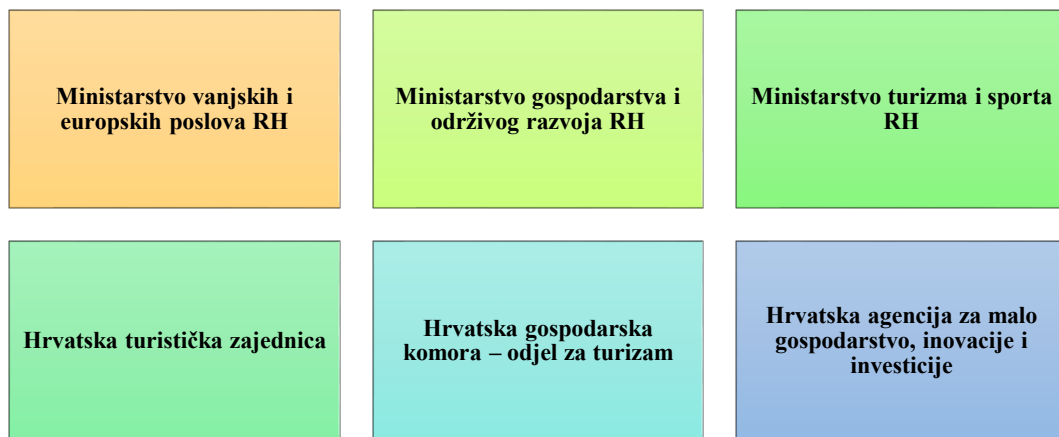 Ministarstvo vanjskih i
europskih poslova RH
Ministarstvo gospodarstva i
održivog razvoja RH
Ministarstvo turizma i sporta
RH
Hrvatska turistička zajednica
Hrvatska gospodarska
komora – odjel za turizam
Hrvatska agencija za malo
gospodarstvo, inovacije i
investicije